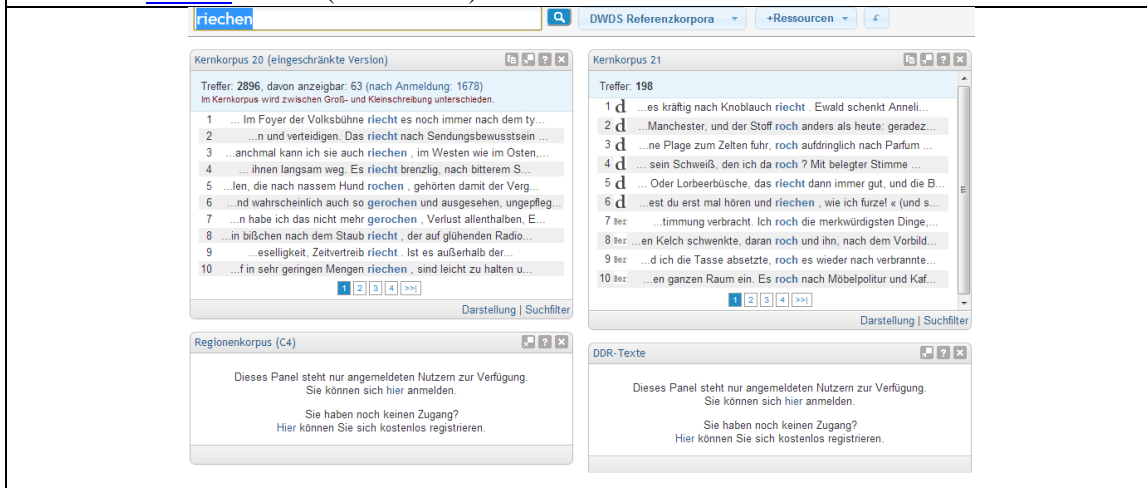 riechen
DWDS Referenzkorpora
+Ressourcen
Kernkorpus 20 (eingeschränkte Version)
Treffer: 2896, davon anzeigbar: 63 (nach Anmeldung: 1678)
Im Kernkorpus wird zwischen Groß- und Kleinschreibung unterschieden.
1 ... Im Foyer der Volksbühne riecht es noch immer nach dem ty...
2 ...n und verteidigen. Das riecht nach Sendungsbewusstsein ...
3 ...anchmal kann ich sie auch riechen , im Westen wie im Osten,...
4 ... ihnen langsam weg. Es riecht brenzlig, nach bitterem S...
5 ...len, die nach nassem Hund rochen , gehörten damit der Verg...
6 ...nd wahrscheinlich auch so gerochen und ausgesehen, ungepfleg...
7 ...n habe ich das nicht mehr gerochen , Verlust allenthalben, E...
8 ...in bißchen nach dem Staub riecht , der auf glühenden Radio...
9 ...eselligkeit, Zeitvertreib riecht . Ist es außerhalb der...
10 ...f in sehr geringen Mengen riechen , sind leicht zu halten u...
1 2 3 4 >>|
Darstellung | Suchfilter
Kernkorpus 21
Treffer: 198
1 d ...es kräftig nach Knoblauch riecht . Ewald schenkt Anneli...
2 d ...Manchester, und der Stoff roch anders als heute: geradez...
3 d ...ne Plage zum Zelten fuhr, roch aufdringlich nach Parfum ...
4 d ... sein Schweiß, den ich da roch ? Mit belegter Stimme ...
5 d ... Oder Lorbeerbüsche, das riecht dann immer gut, und die B...
6 d ...est du erst mal hören und riechen , wie ich furze! « (und s...
7 Ber ...timmung verbracht. Ich roch die merkwürdigsten Dinge,...
8 Ber ...en Kelch schwenkte, daran roch und ihn, nach dem Vorbild...
9 Ber ...d ich die Tasse absetzte, roch es wieder nach verbrannte...
10 Ber ...en ganzen Raum ein. Es roch nach Möbelpolitur und Kaf...
1 2 3 4 >>|
Darstellung | Suchfilter
Regionenkorpus (C4)
Dieses Panel steht nur angemeldeten Nutzern zur Verfügung.
Sie können sich hier anmelden.
Sie haben noch keinen Zugang?
Hier können Sie sich kostenlos registrieren.
DDR-Texte
Dieses Panel steht nur angemeldeten Nutzern zur Verfügung.
Sie können sich hier anmelden.
Sie haben noch keinen Zugang?
Hier können Sie sich kostenlos registrieren.